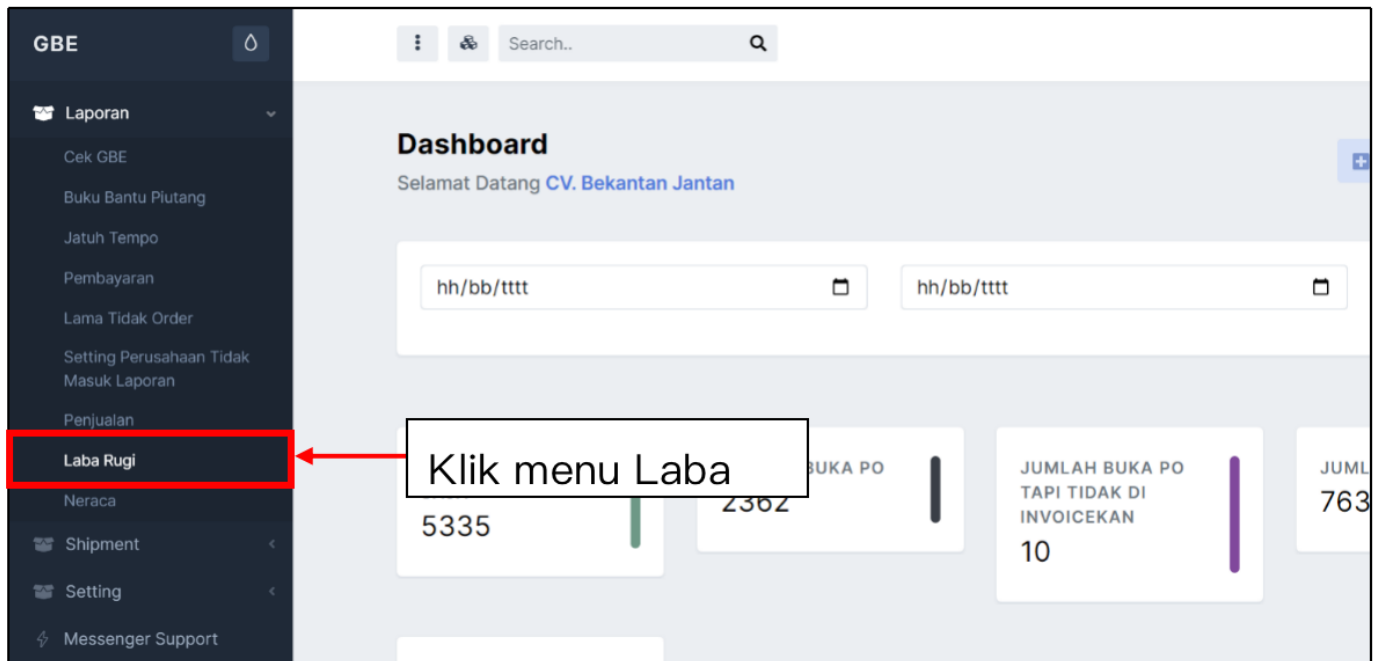 GBE
Search..
Laporan
Cek GBE
Buku Bantu Piutang
Jatuh Tempo
Pembayaran
Lama Tidak Order
Setting Perusahaan Tidak
Masuk Laporan
Penjualan
Laba Rugi
Neraca
Shipment
Setting
Messenger Support
Dashboard
Selamat Datang CV. Bekantan Jantan
hh/bb/tttt
hh/bb/tttt
Klik menu Laba
5335
BUKA PO
2362
JUMLAH BUKA PO
TAPI TIDAK DI
INVOICEKAN
10
JUML
763